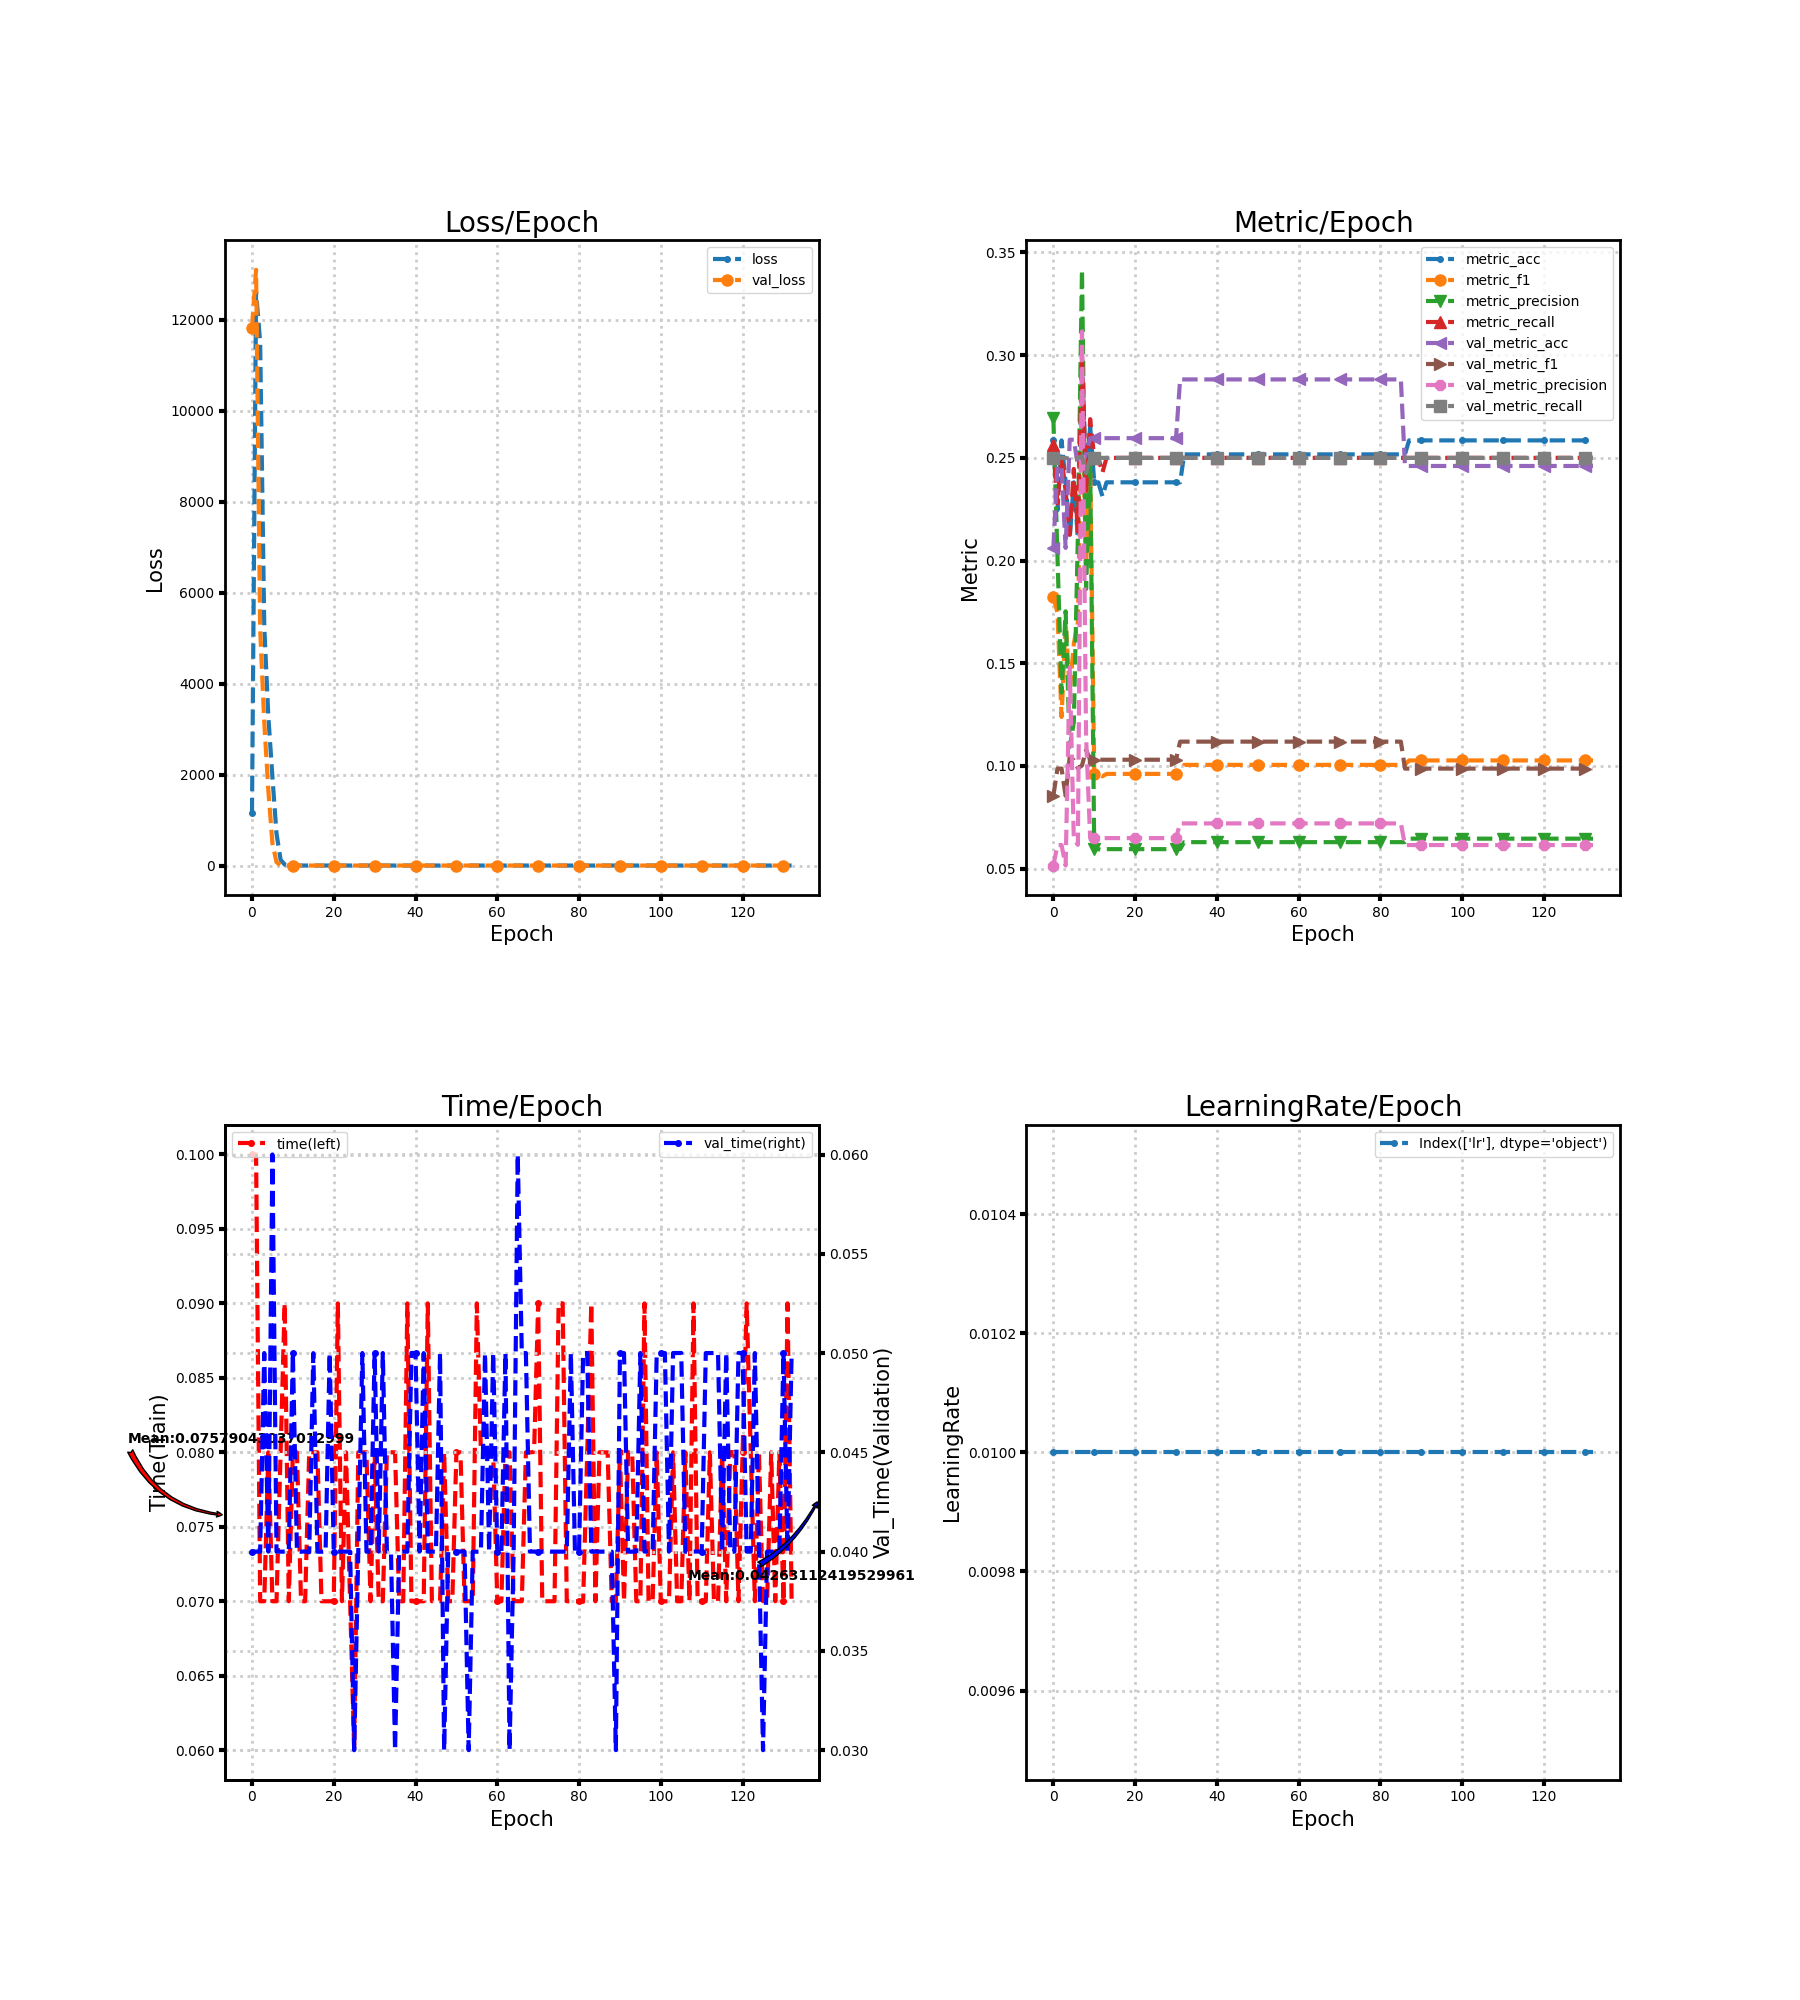 Loss/Epoch
loss
val_loss
12000
10000
8000
6000
4000
2000
0
Loss
0 20 40 60 80 100 120
Epoch
Metric/Epoch
metric_acc
metric_f1
metric_precision
metric_recall
val_metric_acc
val_metric_f1
val_metric_precision
val_metric_recall
0.35
0.30
0.25
0.20
0.15
0.10
0.05
Metric
0 20 40 60 80 100 120
Epoch
Time/Epoch
time(left)
val_time(right)
0.100
0.095
0.090
0.085
0.080
0.075
0.070
0.065
0.060
Time(Train)
0.060
0.055
0.050
0.045
0.040
0.035
0.030
Val_Time(Validation)
Mean:0.04263112419529961
0 20 40 60 80 100 120
Epoch
LearningRate/Epoch
Index(['lr'], dtype='object')
0.0104
0.0102
0.0100
0.0098
0.0096
LearningRate
0 20 40 60 80 100 120
Epoch